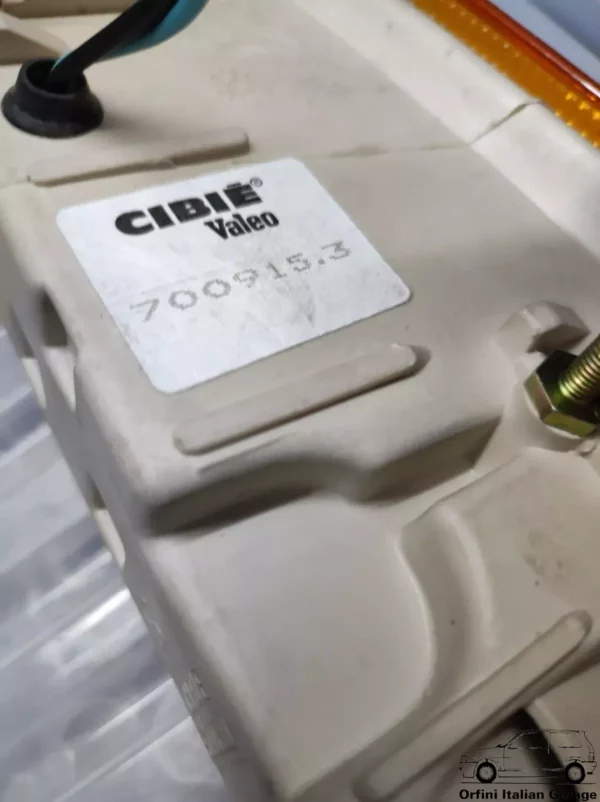 CIBIÉ®
Valeo
700915.3
Orfini Italian Garage